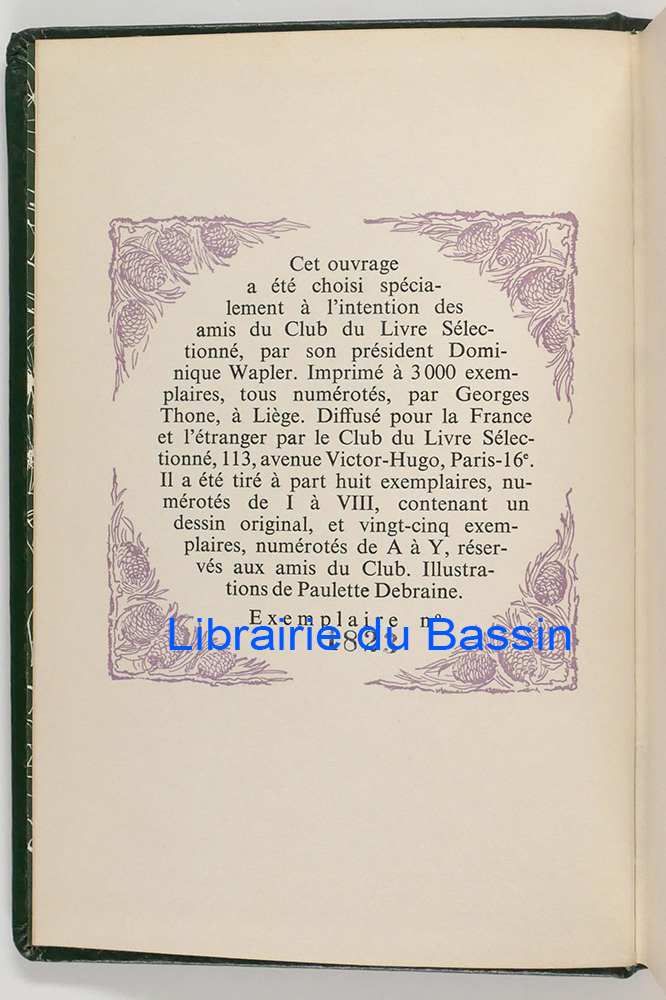 Cet ouvrage
a été choisi spécia-
lement à l'intention des
amis du Club du Livre Sélec-
tionné, par son président Domi-
nique Wapler. Imprimé à 3 000 exem-
plaires, tous numérotés, par Georges
Thone, à Liège. Diffusé pour la France
et l'étranger par le Club du Livre Sélec-
tionné, 113, avenue Victor-Hugo, Paris-16e.
Il a été tiré à part huit exemplaires, nu-
mérotés de I à VIII, contenant un
dessin original, et vingt-cinq exem-
plaires, numérotés de A à Y, réser-
vés aux amis du Club. Illustra-
tions de Paulette Debraine.
Exemplaire no
Librairie du Bassin
1823